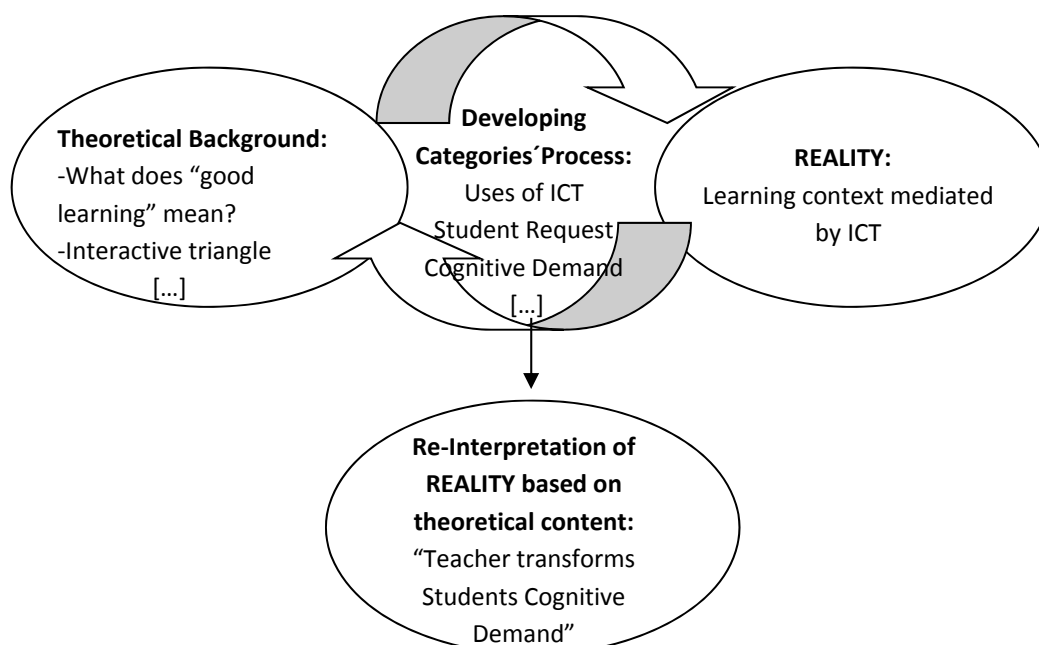 Theoretical Background:
-What does “good
learning” mean?
-Interactive triangle
[...]
Developing
Categories´Process:
Uses of ICT
Student Request
Cognitive Demand
[...]
REALITY:
Learning context mediated
by ICT
Re-Interpretation of
REALITY based on
theoretical content:
“Teacher transforms
Students Cognitive
Demand”